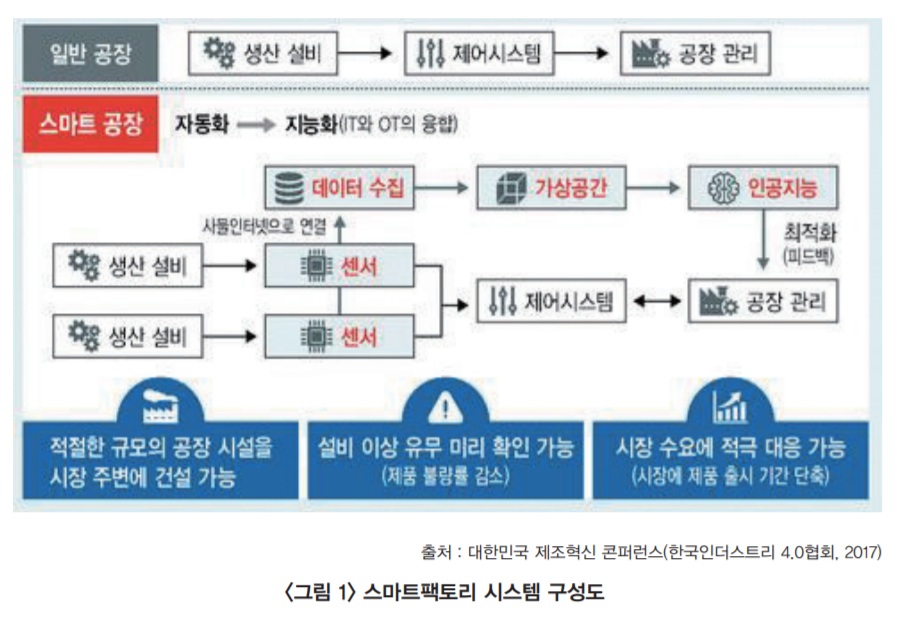 일반 공장
생산 설비
제어시스템
공장 관리
스마트 공장
자동화
지능화(IT와 OT의 융합)
데이터 수집
가상공간
인공지능
사물인터넷으로 연결
최적화
(피드백)
생산 설비
센서
제어시스템
공장 관리
생산 설비
센서
적절한 규모의 공장 시설을
시장 주변에 건설 가능
설비 이상 유무 미리 확인 가능
(제품 불량률 감소)
시장 수요에 적극 대응 가능
(시장에 제품 출시 기간 단축)
출처 : 대한민국 제조혁신 콘퍼런스(한국인더스트리 4.0협회, 2017)
〈그림 1〉 스마트팩토리 시스템 구성도